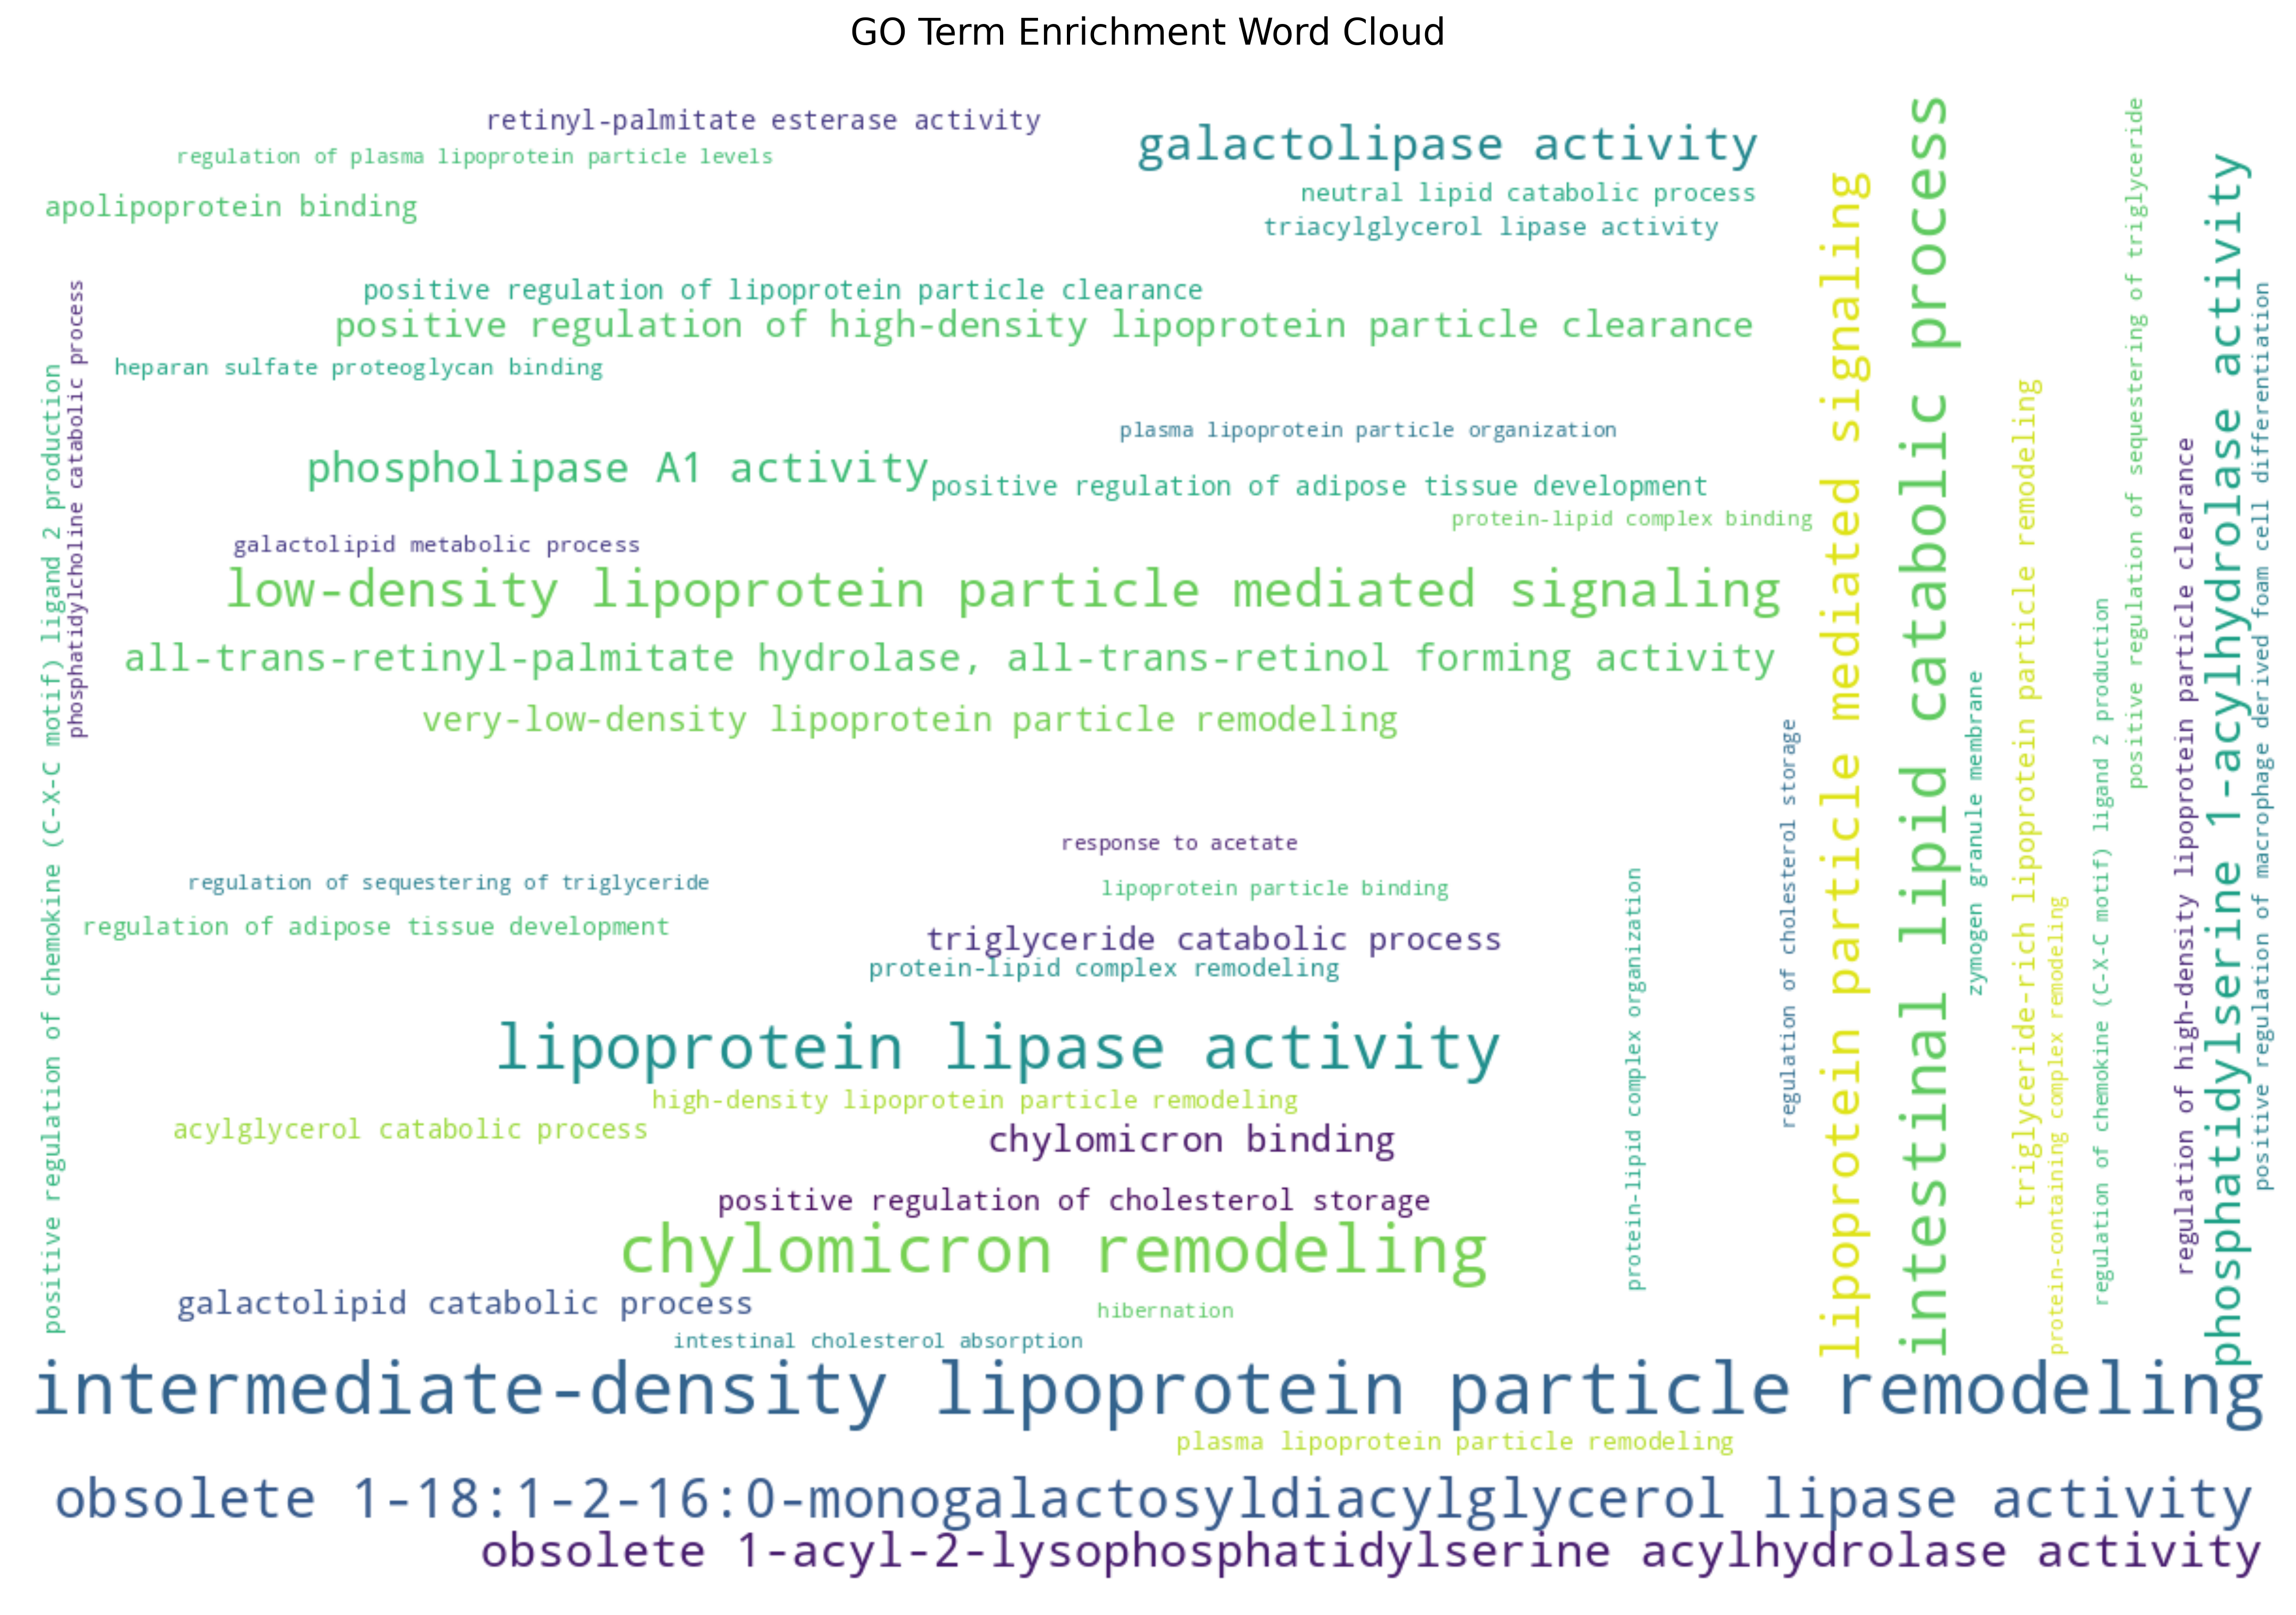 GO Term Enrichment Word Cloud
retinyl-palmitate esterase activity
galactolipase activity
regulation of plasma lipoprotein particle levels
neutral lipid catabolic process
apolipoprotein binding
triacylglycerol lipase activity
positive regulation of lipoprotein particle clearance
positive regulation of high-density lipoprotein particle clearance
heparan sulfate proteoglycan binding
plasma lipoprotein particle organization
phospholipase A1 activity
positive regulation of adipose tissue development
protein-lipid complex binding
galactolipid metabolic process
low-density lipoprotein particle mediated signaling
all-trans-retinyl-palmitate hydrolase, all-trans-retinol forming activity
very-low-density lipoprotein particle remodeling
response to acetate
regulation of sequestering of triglyceride
lipoprotein particle binding
regulation of adipose tissue development
triglyceride catabolic process
protein-lipid complex remodeling
lipoprotein lipase activity
high-density lipoprotein particle remodeling
acylglycerol catabolic process
chylomicron binding
positive regulation of cholesterol storage
chylomicron remodeling
galactolipid catabolic process
hibernation
intestinal cholesterol absorption
intermediate-density lipoprotein particle remodeling
plasma lipoprotein particle remodeling
obsolete 1-18:1-2-16:0-monogalactosyldiacylglycerol lipase activity
obsolete 1-acyl-2-lysophosphatidylserine acylhydrolase activity
positive regulation of chemokine (C-X-C motif) ligand 2 production
phosphatidylcholine catabolic process
protein-lipid complex organization
regulation of cholesterol storage
lipoprotein particle mediated signaling
intestinal lipid catabolic process
zymogen granule membrane
triglyceride-rich lipoprotein particle remodeling
protein-containing complex remodeling
regulation of chemokine (C-X-C motif) ligand 2 production
positive regulation of sequestering of triglyceride
regulation of high-density lipoprotein particle clearance
phosphatidylserine 1-acylhydrolase activity
positive regulation of macrophage derived foam cell differentiation